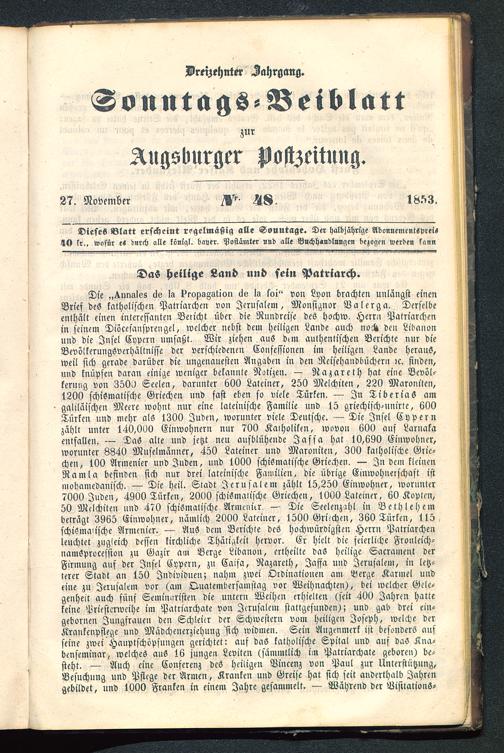 Dreizehnter Jahrgang.
Sonntags-Beiblatt
zur
Augsburger Postzeitung.
27. November Nr. 48. 1853.
Dieses Blatt erscheint regelmäßig alle Sonntage. Der halbjährige Abonnementspreis
40 kr., wofür es durch alle königl. bayer. Postämter und alle Buchhandlungen bezogen werden kann
Das heilige Land und sein Patriarch.
Die „Annales de la Propagation de la foi“ von Lyon brachten unlängst einen
Brief des katholischen Patriarchen von Jerusalem, Monsignor Valerga. Derselbe
enthält einen interessanten Bericht über die Rundreise des hochw. Herrn Patriarchen
in seinem Diöcesansprengel, welcher nebst dem heiligen Lande auch noch den Libanon
und die Insel Cypern umfaßt. Wir ziehen aus dem authentischen Berichte nur die
Bevölkerungsverhältnisse der verschiedenen Confessionen im heiligen Lande heraus,
weil sich gerade darüber die ungenauesten Angaben in den Reisehandbüchern ꝛc. finden,
und knüpfen daran einige weniger bekannte Notizen. — Nazareth hat eine Bevöl-
kerung von 3500 Seelen, darunter 600 Lateiner, 250 Melchiten, 220 Maroniten,
1200 schismatische Griechen und fast eben so viele Türken. — In Tiberias am
galiläischen Meere wohnt nur eine lateinische Familie und 15 griechisch-unirte, 600
Türken und mehr als 1300 Juden, worunter viele Deutsche. — Die Insel Cypern
zählt unter 140,000 Einwohnern nur 700 Katholiken, wovon 600 auf Larnaka
entfallen. — Das alte und jetzt neu aufblühende Jaffa hat 10,690 Einwohner,
worunter 8840 Muselmänner, 450 Lateiner und Maroniten, 300 katholische Grie-
chen, 100 Armenier und Juden, und 1000 schismatische Griechen. — In dem kleinen
Ramla befinden sich nur drei lateinische Familien, die übrige Einwohnerschaft ist
mohamedanisch. — Die heil. Stadt Jerusalem zählt 15,250 Einwohner, worunter
7000 Juden, 4900 Türken, 2000 schismatische Griechen, 1000 Lateiner, 60 Kopten,
50 Melchiten und 470 schismatische Armenier. — Die Seelenzahl in Bethlehem
beträgt 3965 Einwohner, nämlich 2000 Lateiner, 1500 Griechen, 360 Türken, 115
schismatische Armenier. — Aus dem Berichte des hochwürdigsten Herrn Patriarchen
leuchtet zugleich dessen kirchliche Thätigkeit hervor. Er hielt die feierliche Frohnleich-
namsprocession zu Gazir am Berge Libanon, ertheilte das heilige Sacrament der
Firmung auf der Insel Cypern, zu Caifa, Nazareth, Jaffa und Jerusalem, in letz-
terer Stadt an 150 Individuen; nahm zwei Ordinationen am Berge Karmel und
eine zu Jerusalem vor (am Quatembersamstag vor Weihnachten), bei welcher Gele-
genheit auch fünf Seminaristen die untern Weihen erhielten (seit 400 Jahren hatte
keine Priesterweihe im Patriarchate von Jerusalem stattgefunden); und gab drei ein-
gebornen Jungfrauen den Schleier der Schwestern vom heiligen Joseph, welche der
Krankenpflege und Mädchenerziehung sich widmen. Sein Augenmerk ist besonders auf
seine zwei Hauptschöpfungen gerichtet: auf das katholische Spital und auf das Kna-
benseminar, welches aus 16 jungen Leviten (sämmtlich im Patriarchate geboren) be-
steht. — Auch eine Conferenz des heiligen Vincenz von Paul zur Unterstützung,
Besuchung und Pflege der Armen, Kranken und Greise hat sich seit anderthalb Jahren
gebildet, und 1000 Franken in einem Jahre gesammelt. — Während der Visitations-